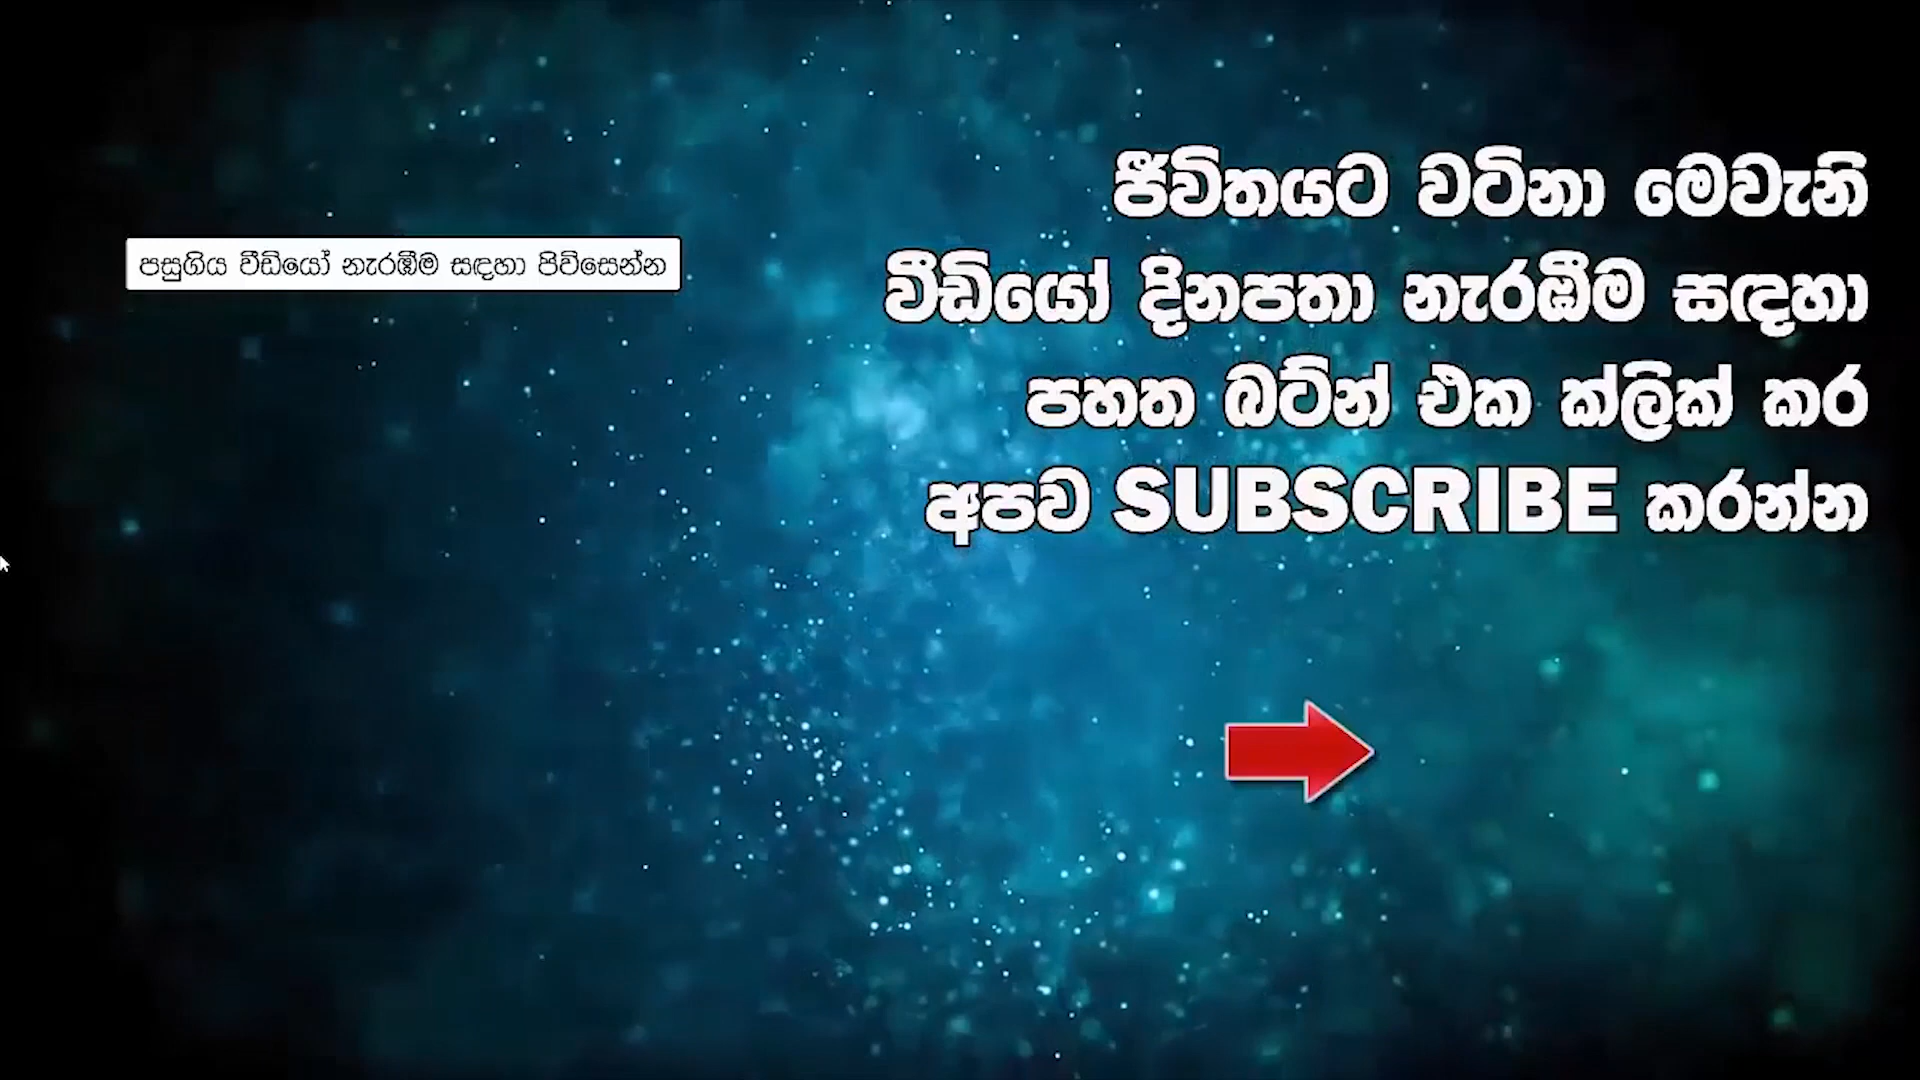 පසුගිය වීඩියෝ නැරඹීම සඳහා පිවිසෙන්න
ජීවිතයට වටිනා මෙවැනි
වීඩියෝ දිනපතා නැරඹීම සඳහා
පහත බටන් එක ක්ලික් කර
අපව SUBSCRIBE කරන්න